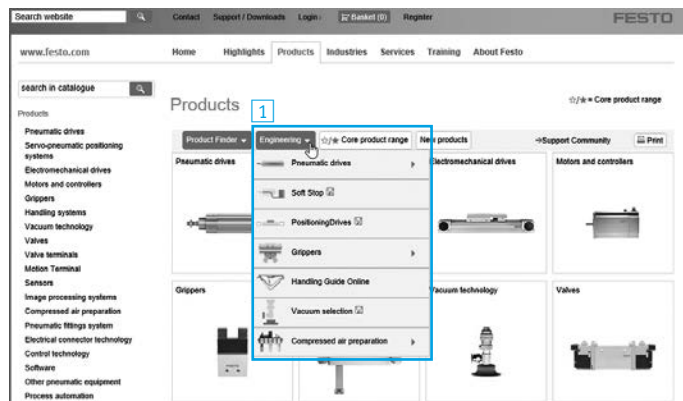 Search website
Contact Support / Downloads Login Basket (0) Register
FESTO
www.festo.com
Home Highlights Products Industries Services Training About Festo
search in catalogue
☆/★ = Core product range
Products
Products
1
Product Finder Engineering ☆/★ Core product range New products →Support Community Print
Pneumatic drives
Servo-pneumatic positioning
systems
Electromechanical drives
Motors and controllers
Grippers
Handling systems
Vacuum technology
Valves
Valve terminals
Motion Terminal
Sensors
Image processing systems
Compressed air preparation
Pneumatic fittings system
Electrical connector technology
Control technology
Software
Other pneumatic equipment
Process automation
Pneumatic drives
Pneumatic drives
Soft Stop
PositioningDrives
Grippers
Handling Guide Online
Vacuum selection
Compressed air preparation
Electromechanical drives
Motors and controllers
Grippers
Vacuum technology
Valves